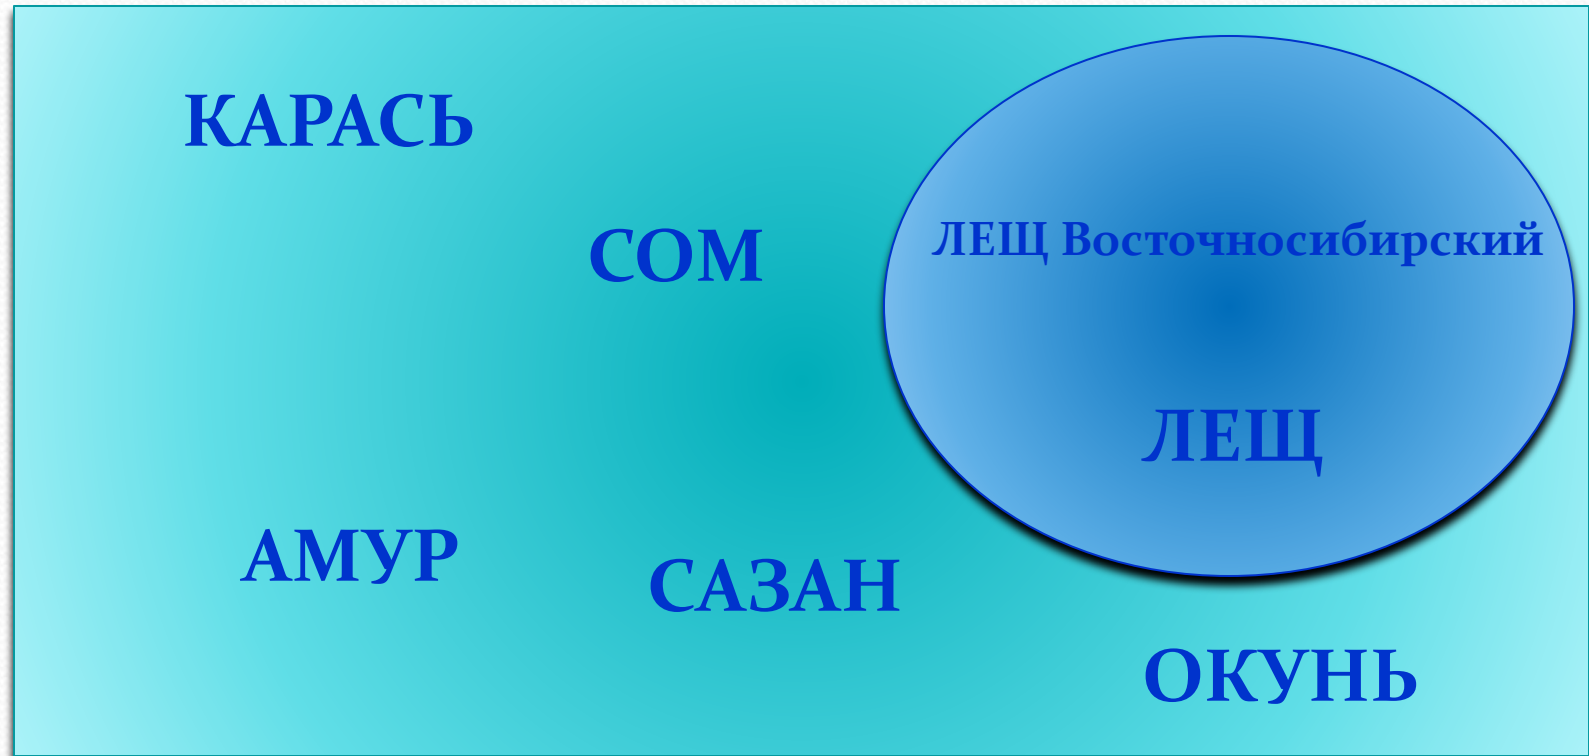 КАРАСЬ
СОМ
ЛЕЩ Восточносибирский
ЛЕЩ
АМУР
САЗАН
ОКУНЬ